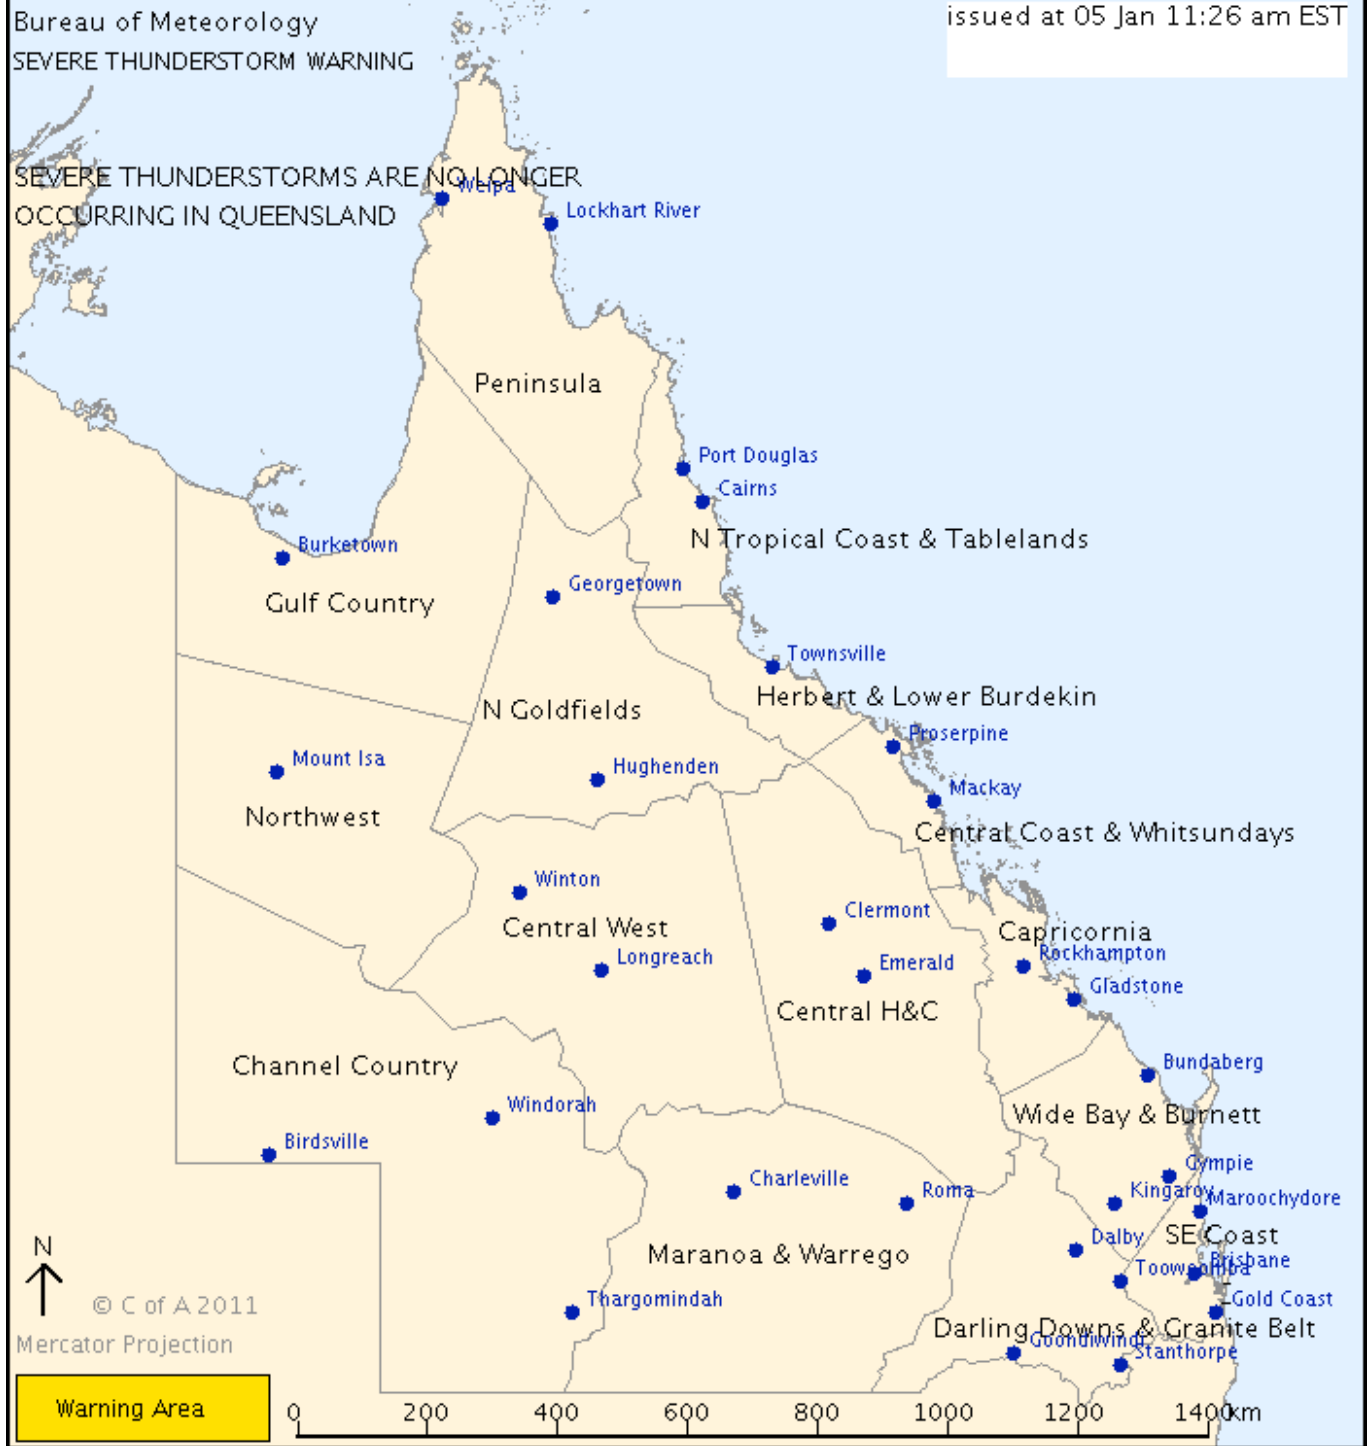 Bureau of Meteorology
issued at 05 Jan 11:26 am EST
SEVERE THUNDERSTORM WARNING
SEVERE THUNDERSTORMS ARE NO LONGER
OCCURRING IN QUEENSLAND
Weipa
Lockhart River
Peninsula
Port Douglas
Cairns
N Tropical Coast & Tablelands
Burketown
Georgetown
Gulf Country
Townsville
Herbert & Lower Burdekin
N Goldfields
Proserpine
Mount Isa
Hughenden
Mackay
Northwest
Central Coast & Whitsundays
Winton
Clermont
Central West
Capricornia
Rockhampton
Longreach
Emerald
Gladstone
Central H&C
Channel Country
Bundaberg
Windorah
Wide Bay & Burnett
Birdsville
Gympie
Charleville
Roma
Kingaroy
Maroochydore
Dalby
SE Coast
N
Maranoa & Warrego
Brisbane
Toowoomba
Thargomindah
Gold Coast
© C of A 2011
Darling Downs & Granite Belt
Goondiwindi
Mercator Projection
Stanthorpe
Warning Area
0 200 400 600 800 1000 1200 1400km